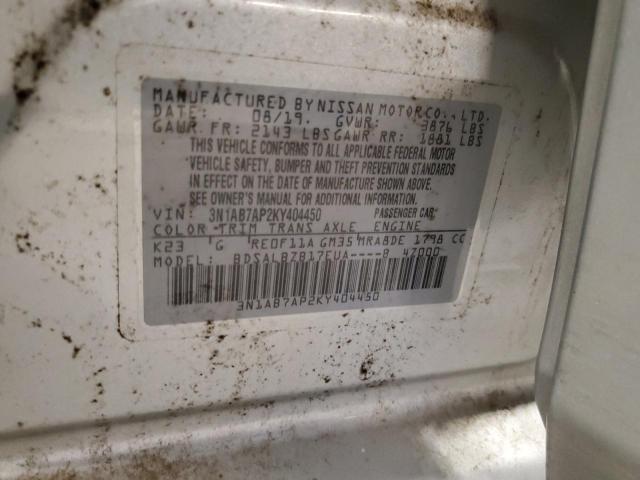 MANUFACTURED BY NISSAN MOTOR CO., LTD.
DATE: 08/19. GVWR: 3876 LBS
GAWR FR: 2143 LBS GAWR RR: 1881 LBS
THIS VEHICLE CONFORMS TO ALL APPLICABLE FEDERAL MOTOR
VEHICLE SAFETY, BUMPER AND THEFT PREVENTION STANDARDS
IN EFFECT ON THE DATE OF MANUFACTURE SHOWN ABOVE.
SEE OWNER'S MANUAL FOR ADDITIONAL INFORMATION.
VIN: 3N1AB7AP2KY404450 PASSENGER CAR
COLOR TRIM TRANS AXLE ENGINE
K23 G RE0F11A GM35 MRA8DE 1798 CC
MODEL: BDSALBZB17EUA----B 47000
3N1AB7AP2KY404450